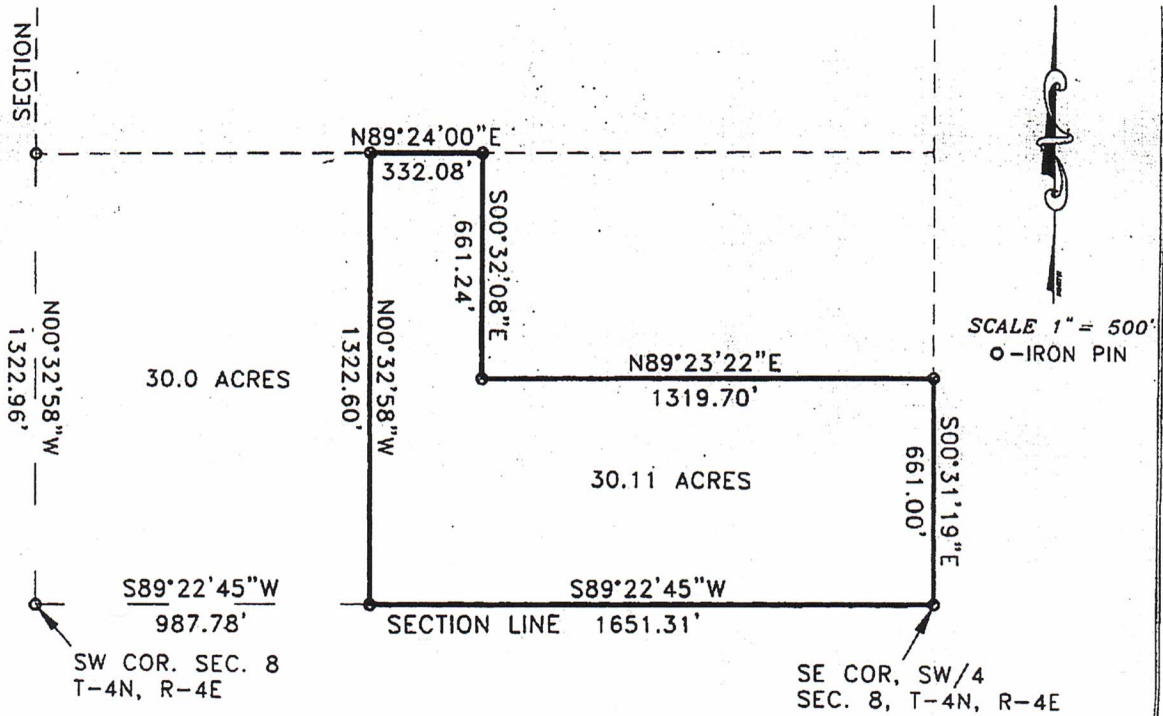 SECTION
N89°24'00"E
332.08'
S00°32'08"E
661.24'
N00°32'58"W
1322.96'
30.0 ACRES
N00°32'58"W
1322.60'
SCALE 1" = 500'
o-IRON PIN
N89°23'22"E
1319.70'
30.11 ACRES
S00°31'19"E
661.00'
S89°22'45"W
987.78'
S89°22'45"W
SECTION LINE 1651.31'
SW COR. SEC. 8
T-4N, R-4E
SE COR, SW/4
SEC. 8, T-4N, R-4E